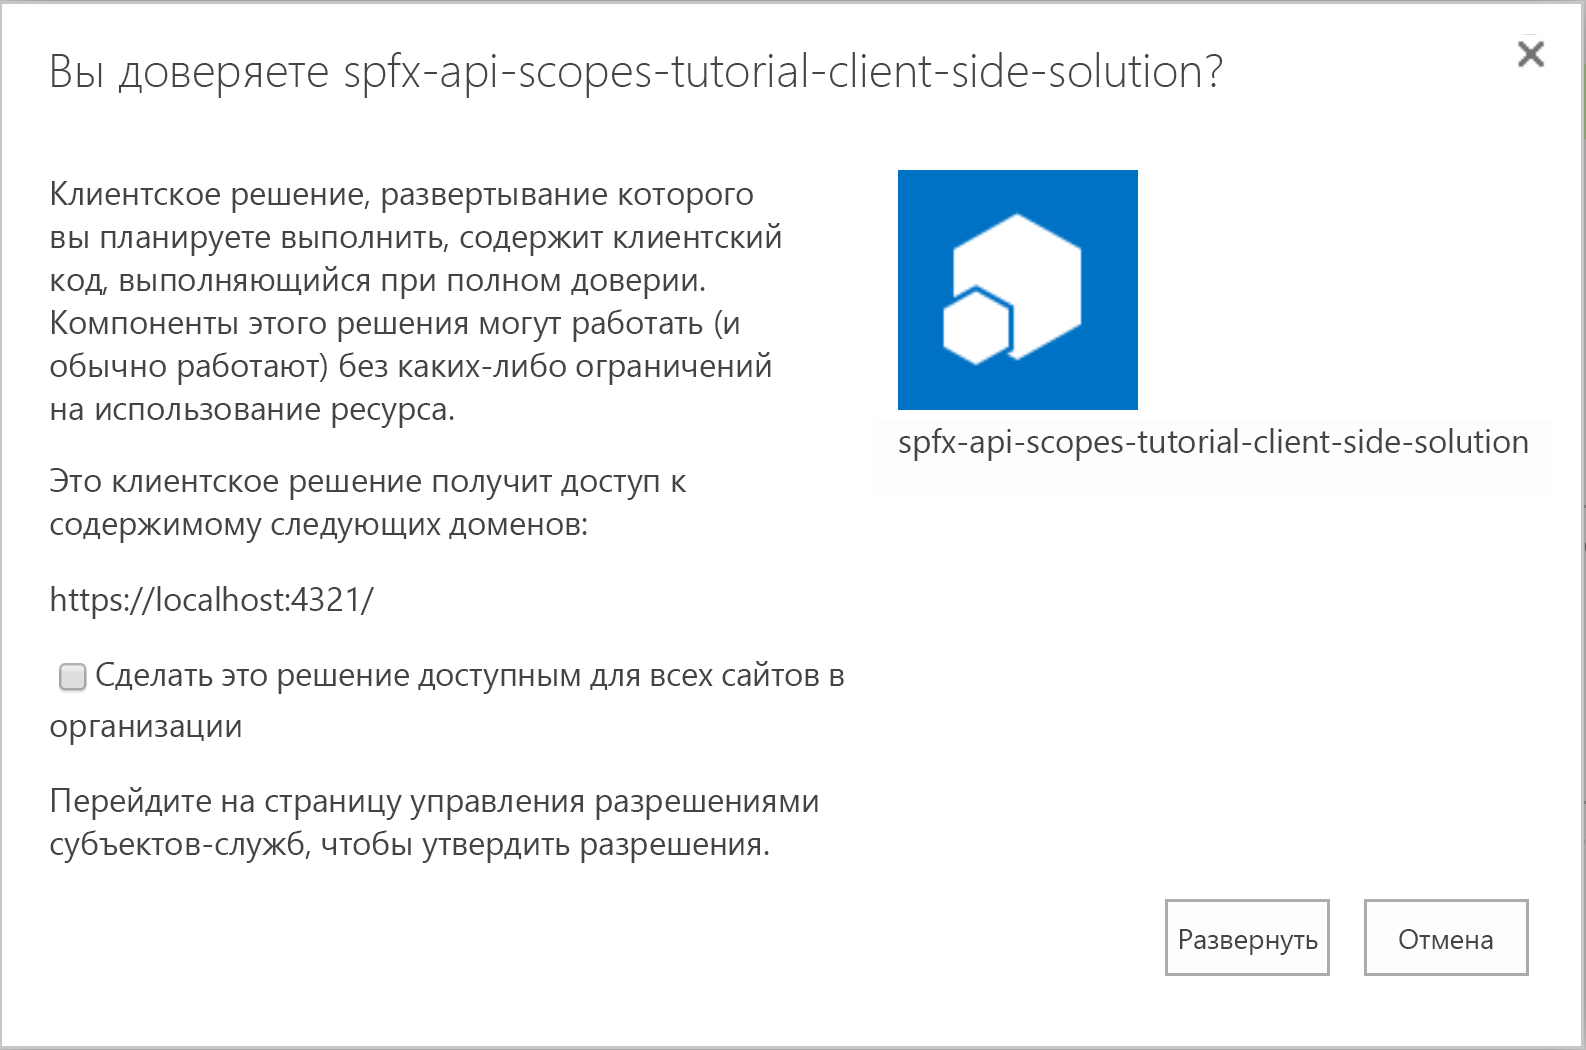 Вы доверяете spfx-api-scopes-tutorial-client-side-solution?
Клиентское решение, развертывание которого
вы планируете выполнить, содержит клиентский
код, выполняющийся при полном доверии.
Компоненты этого решения могут работать (и
обычно работают) без каких-либо ограничений
на использование ресурса.
Это клиентское решение получит доступ к
содержимому следующих доменов:
https://localhost:4321/
Сделать это решение доступным для всех сайтов в
организации
Перейдите на страницу управления разрешениями
субъектов-служб, чтобы утвердить разрешения.
spfx-api-scopes-tutorial-client-side-solution
Развернуть
Отмена